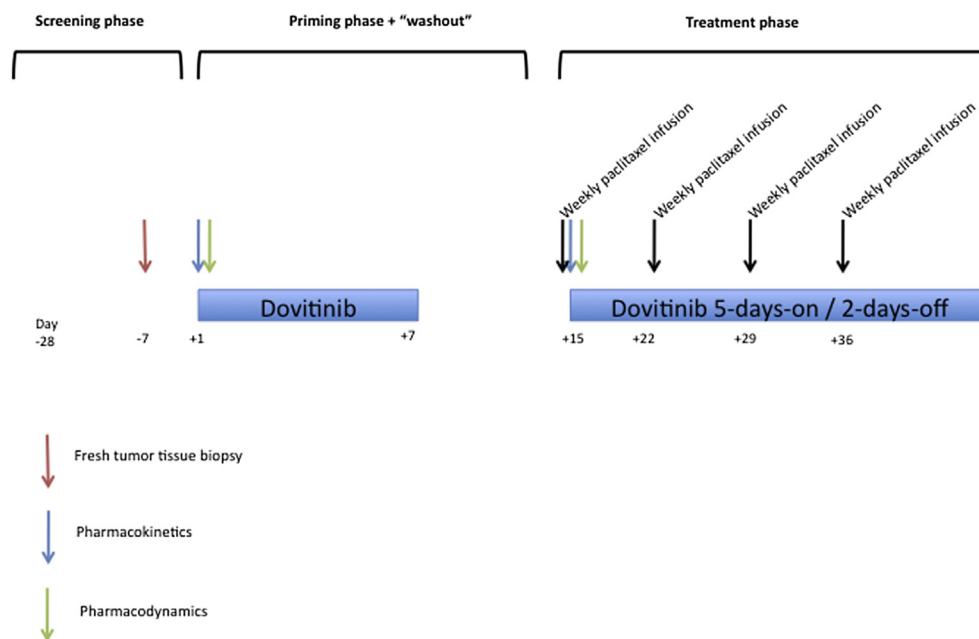 Screening phase
Priming phase + “washout”
Treatment phase
Weekly paclitaxel infusion
Weekly paclitaxel infusion
Weekly paclitaxel infusion
Weekly paclitaxel infusion
Dovitinib
Dovitinib 5-days-on / 2-days-off
Day
-28
-7
+1
+7
+15
+22
+29
+36
Fresh tumor tissue biopsy
Pharmacokinetics
Pharmacodynamics